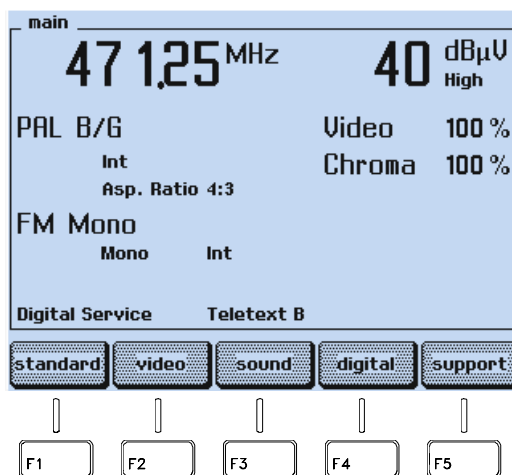 main
471,25 MHz 40 dBµV
High
PAL B/G Video 100 %
Int Chroma 100 %
Asp. Ratio 4:3
FM Mono
Mono Int
Digital Service Teletext B
standard video sound digital support
F1 F2 F3 F4 F5